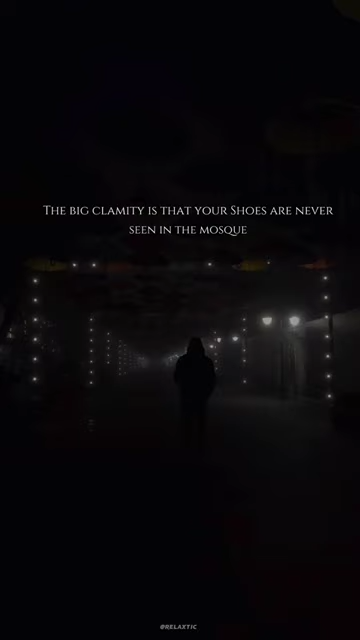 The big clamity is that your Shoes are never
seen in the mosque
@RELAXTIC